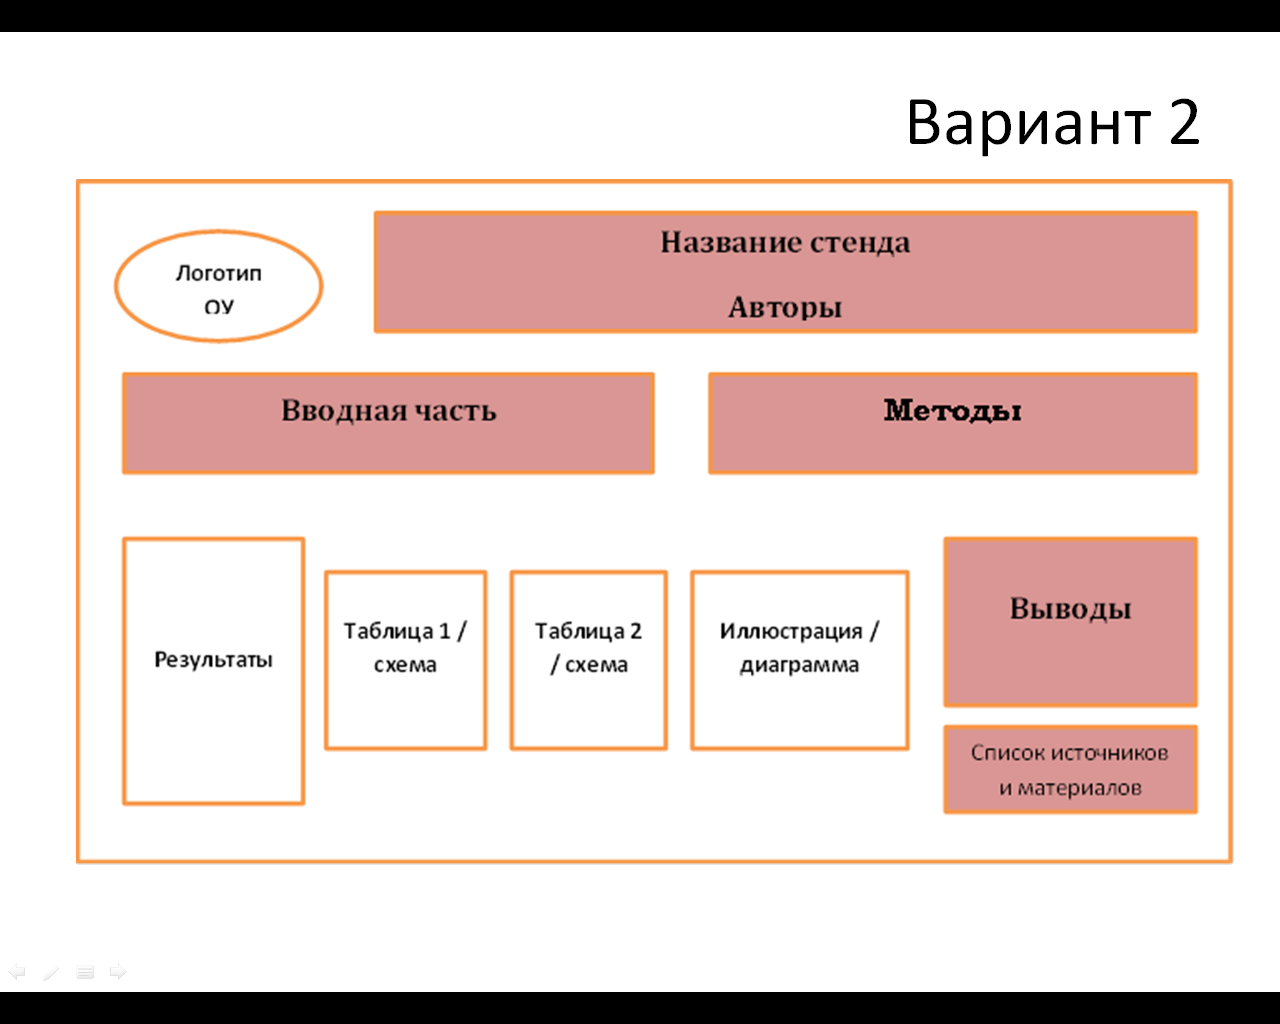 Вариант 2
Логотип
ОУ
Название стенда
Авторы
Вводная часть
Методы
Результаты
Таблица 1 /
схема
Таблица 2
/ схема
Иллюстрация /
диаграмма
Выводы
Список источников
и материалов